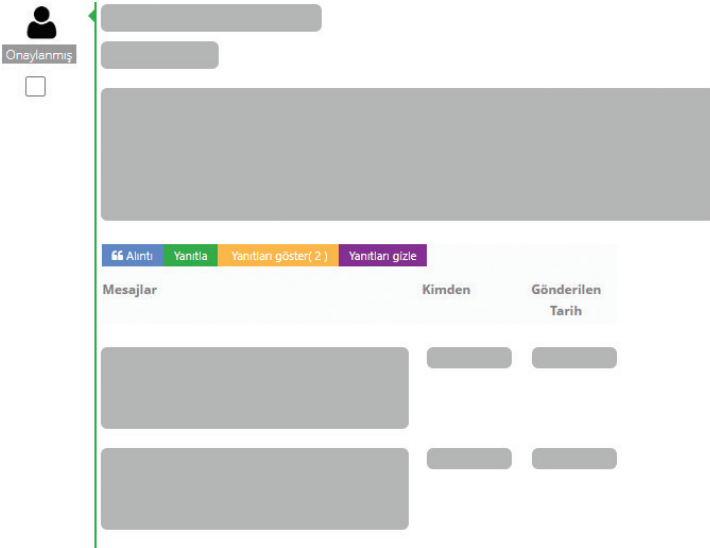 Onaylanmış
Alıntı Yanıtla Yanıtları göster( 2 ) Yanıtları gizle
Mesajlar Kimden Gönderilen
Tarih